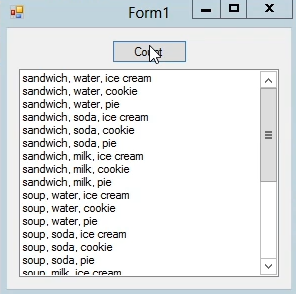 Form1
sandwich, water, ice cream
sandwich, water, cookie
sandwich, water, pie
sandwich, soda, ice cream
sandwich, soda, cookie
sandwich, soda, pie
sandwich, milk, ice cream
sandwich, milk, cookie
sandwich, milk, pie
soup, water, ice cream
soup, water, cookie
soup, water, pie
soup, soda, ice cream
soup, soda, cookie
soup, soda, pie
soup, milk, ice cream